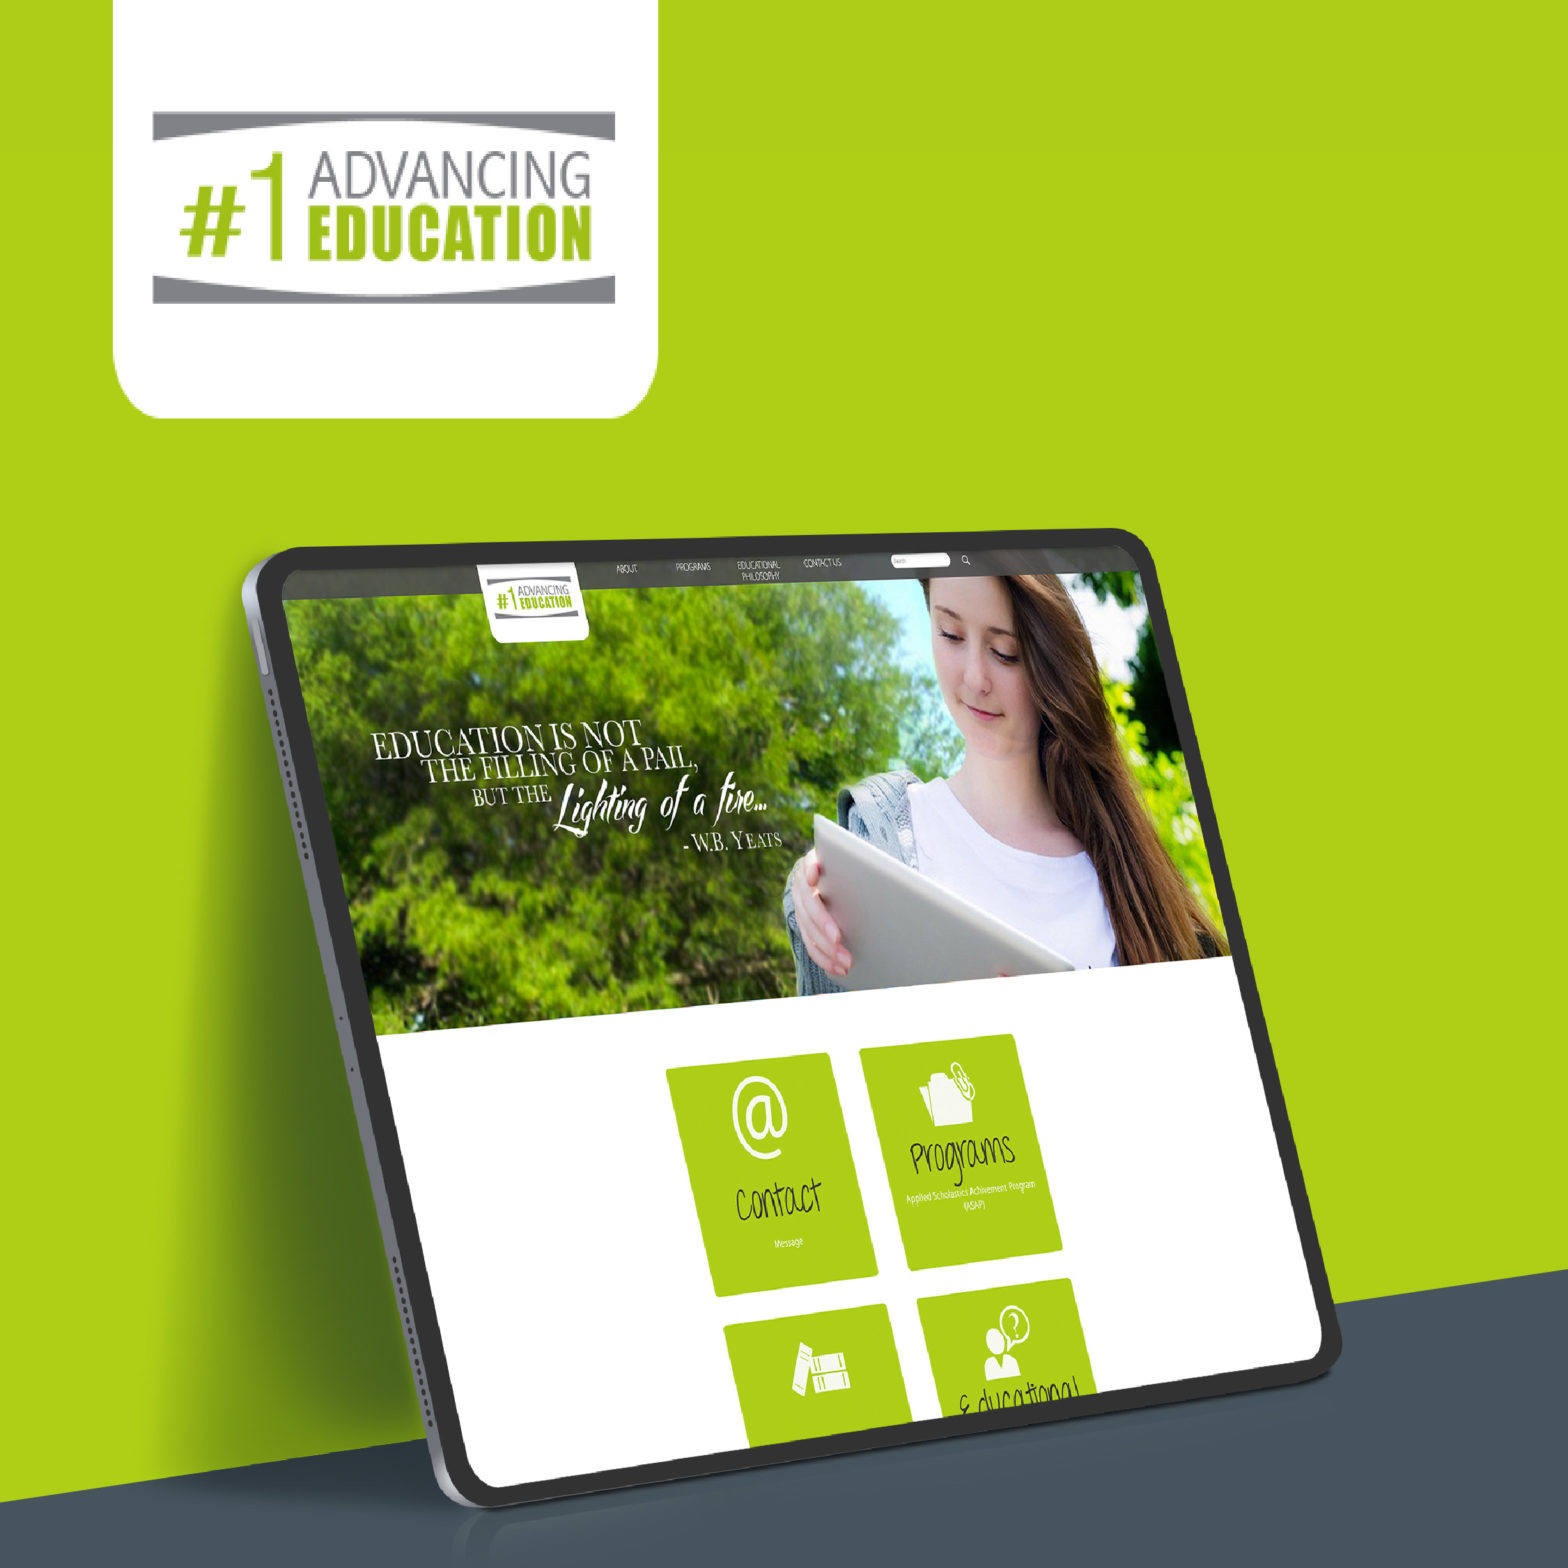 #1 ADVANCING
EDUCATION
#1 ADVANCING
EDUCATION
ABOUT
PROGRAMS
EDUCATIONAL
PHILOSOPHY
CONTACT US
Search
EDUCATION IS NOT
THE FILLING OF A PAIL,
BUT THE Lighting of a fire...
- W.B. YEATS
@
Contact
Message
Programs
Applied Scholastics Achivement Program
(ASAP)
?
Educational